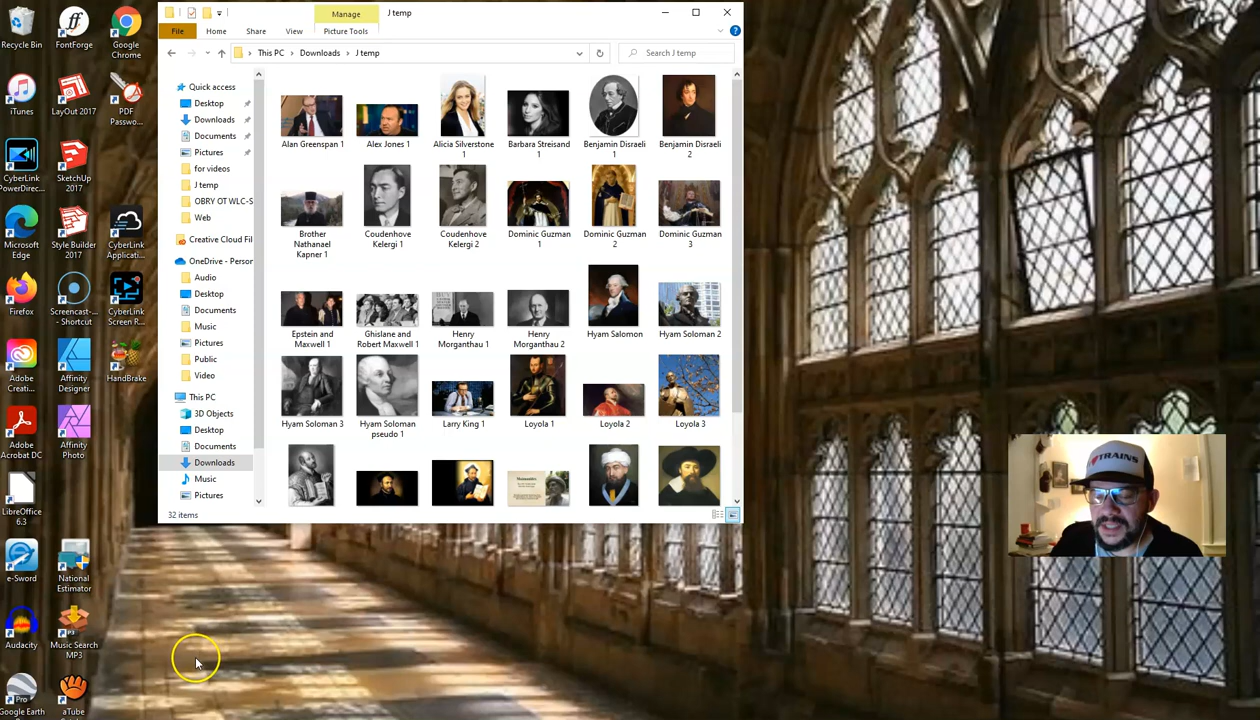 Manage
J temp
File
Home
Share
View
Picture Tools
This PC
Downloads
J temp
Search J temp
Recycle Bin
FontForge
Google Chrome
iTunes
LayOut 2017
PDF Passwo...
CyberLink PowerDirec...
SketchUp 2017
Microsoft Edge
Style Builder 2017
CyberLink Applicati...
Firefox
Screencast-... - Shortcut
CyberLink Screen R...
Adobe Creati...
Affinity Designer
HandBrake
Adobe Acrobat DC
Affinity Photo
LibreOffice 6.3
e-Sword
National Estimator
Audacity
Music Search MP3
Google Earth
aTube
Quick access
Desktop
Downloads
Documents
Pictures
for videos
J temp
OBRY OT WLC-S
Web
Creative Cloud Fil
OneDrive - Person
Audio
Desktop
Documents
Music
Pictures
Public
Video
This PC
3D Objects
Desktop
Documents
Downloads
Music
Pictures
Alan Greenspan 1
Alex Jones 1
Alicia Silverstone 1
Barbara Streisand 1
Benjamin Disraeli 1
Benjamin Disraeli 2
Brother Nathanael Kapner 1
Coudenhove Kelergi 1
Coudenhove Kelergi 2
Dominic Guzman 1
Dominic Guzman 2
Dominic Guzman 3
Epstein and Maxwell 1
Ghislane and Robert Maxwell 1
Henry Morganthau 1
Henry Morganthau 2
Hyam Salomon
Hyam Soloman 2
Hyam Soloman 3
Hyam Soloman pseudo 1
Larry King 1
Loyola 1
Loyola 2
Loyola 3
32 items
TRAINS